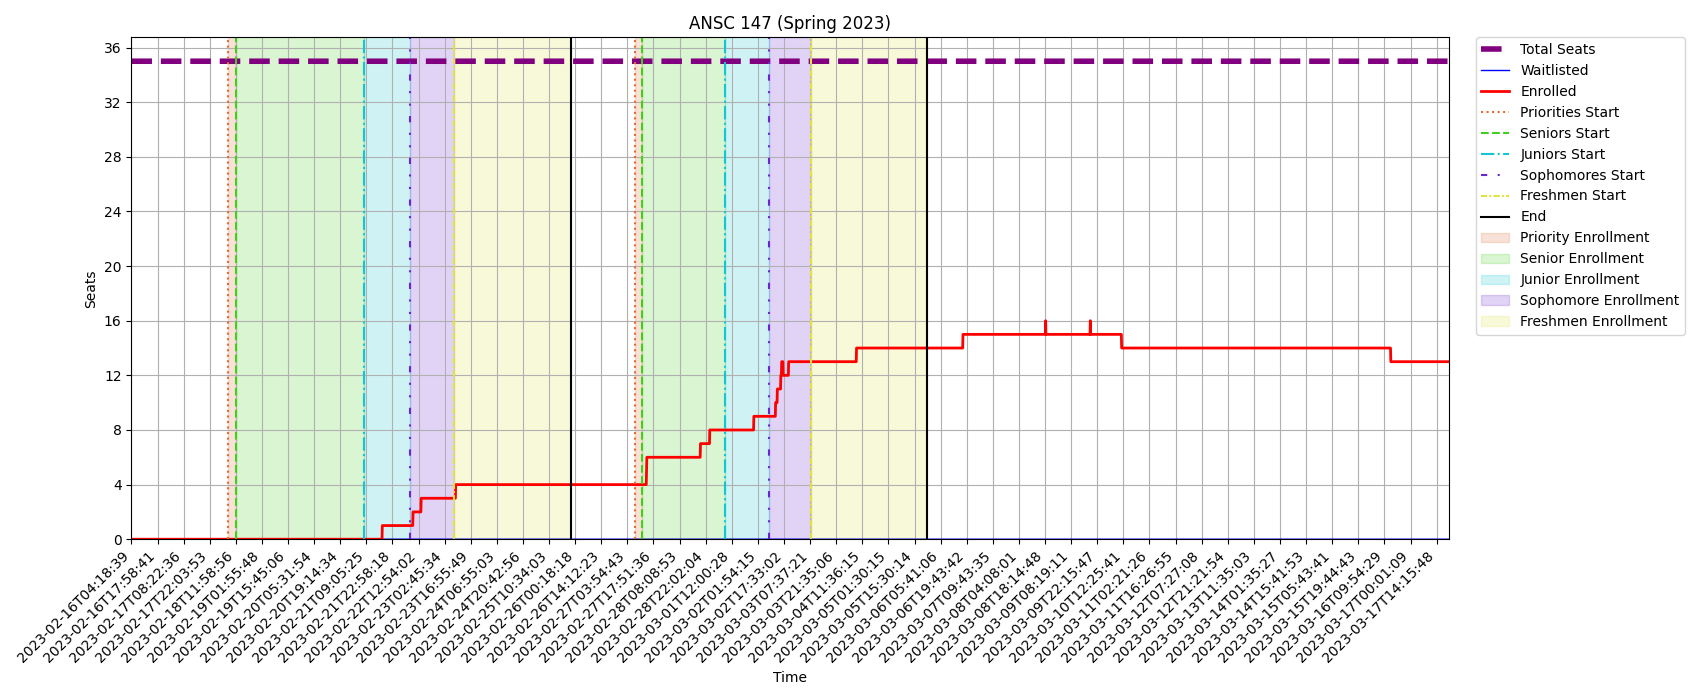 ANSC 147 (Spring 2023)
36
32
28
24
20
16
12
8
4
0
Seats
2023-02-16T04:18:39
2023-02-16T17:58:41
2023-02-17T08:22:36
2023-02-17T22:03:53
2023-02-18T11:58:56
2023-02-19T01:55:48
2023-02-19T15:45:06
2023-02-20T05:31:54
2023-02-20T19:14:34
2023-02-21T09:05:25
2023-02-21T22:58:18
2023-02-22T12:54:02
2023-02-23T02:45:34
2023-02-23T16:55:49
2023-02-24T06:55:03
2023-02-24T20:42:56
2023-02-25T10:34:03
2023-02-26T00:18:18
2023-02-26T14:12:23
2023-02-27T03:54:43
2023-02-27T17:51:36
2023-02-28T08:08:53
2023-02-28T22:02:04
2023-03-01T12:00:28
2023-03-02T01:54:15
2023-03-02T17:33:02
2023-03-03T07:37:21
2023-03-03T21:35:06
2023-03-04T11:36:15
2023-03-05T01:30:15
2023-03-05T15:30:14
2023-03-06T05:41:06
2023-03-06T19:43:42
2023-03-07T09:43:35
2023-03-08T04:08:01
2023-03-08T18:14:48
2023-03-09T08:19:11
2023-03-09T22:15:47
2023-03-10T12:25:41
2023-03-11T02:21:26
2023-03-11T16:26:55
2023-03-12T07:27:08
2023-03-12T21:21:54
2023-03-13T11:35:03
2023-03-14T01:35:27
2023-03-14T15:41:53
2023-03-15T05:43:41
2023-03-15T19:44:43
2023-03-16T09:54:29
2023-03-17T00:01:09
2023-03-17T14:15:48
Time
Total Seats
Waitlisted
Enrolled
Priorities Start
Seniors Start
Juniors Start
Sophomores Start
Freshmen Start
End
Priority Enrollment
Senior Enrollment
Junior Enrollment
Sophomore Enrollment
Freshmen Enrollment